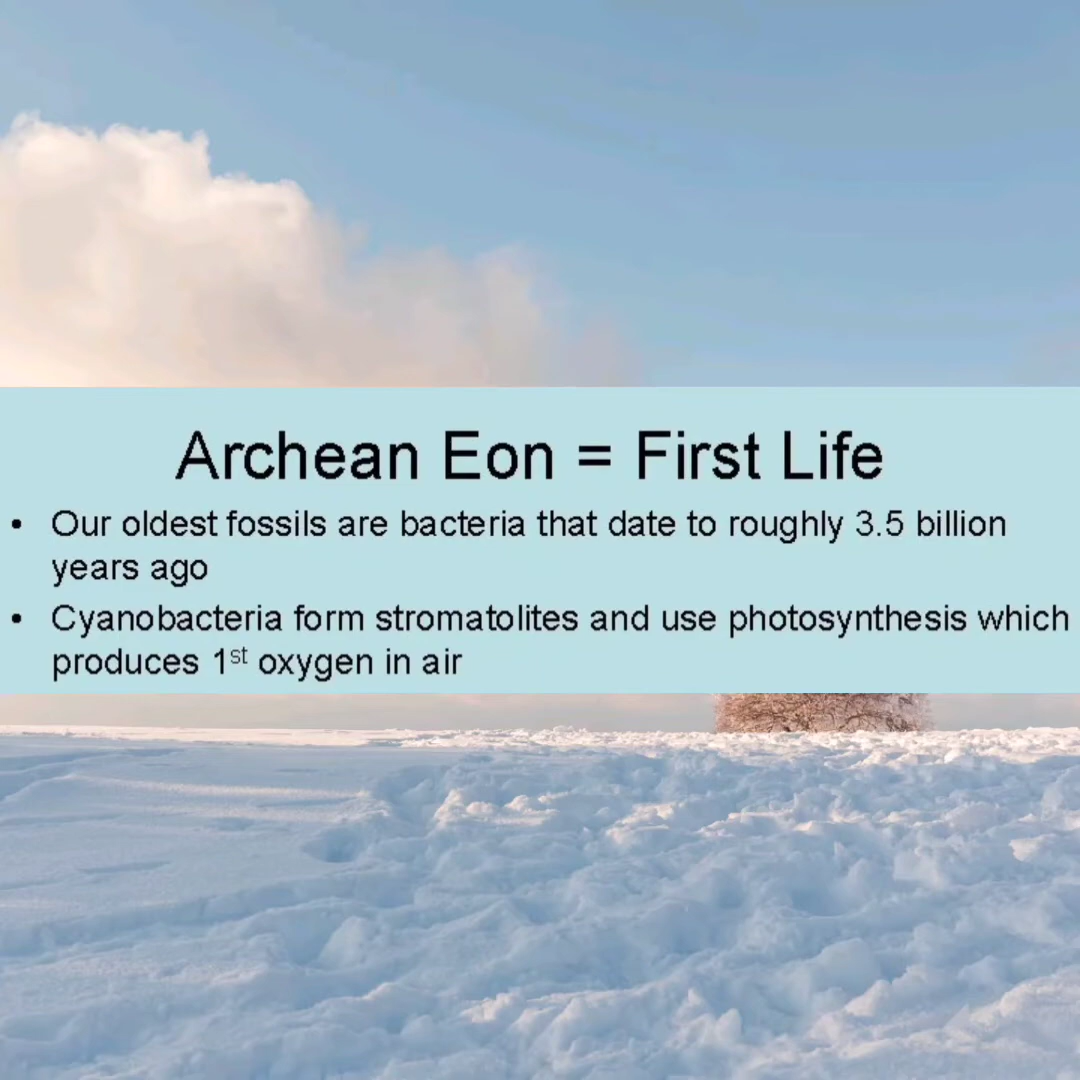 Archean Eon = First Life
• Our oldest fossils are bacteria that date to roughly 3.5 billion
years ago
• Cyanobacteria form stromatolites and use photosynthesis which
produces 1st oxygen in air